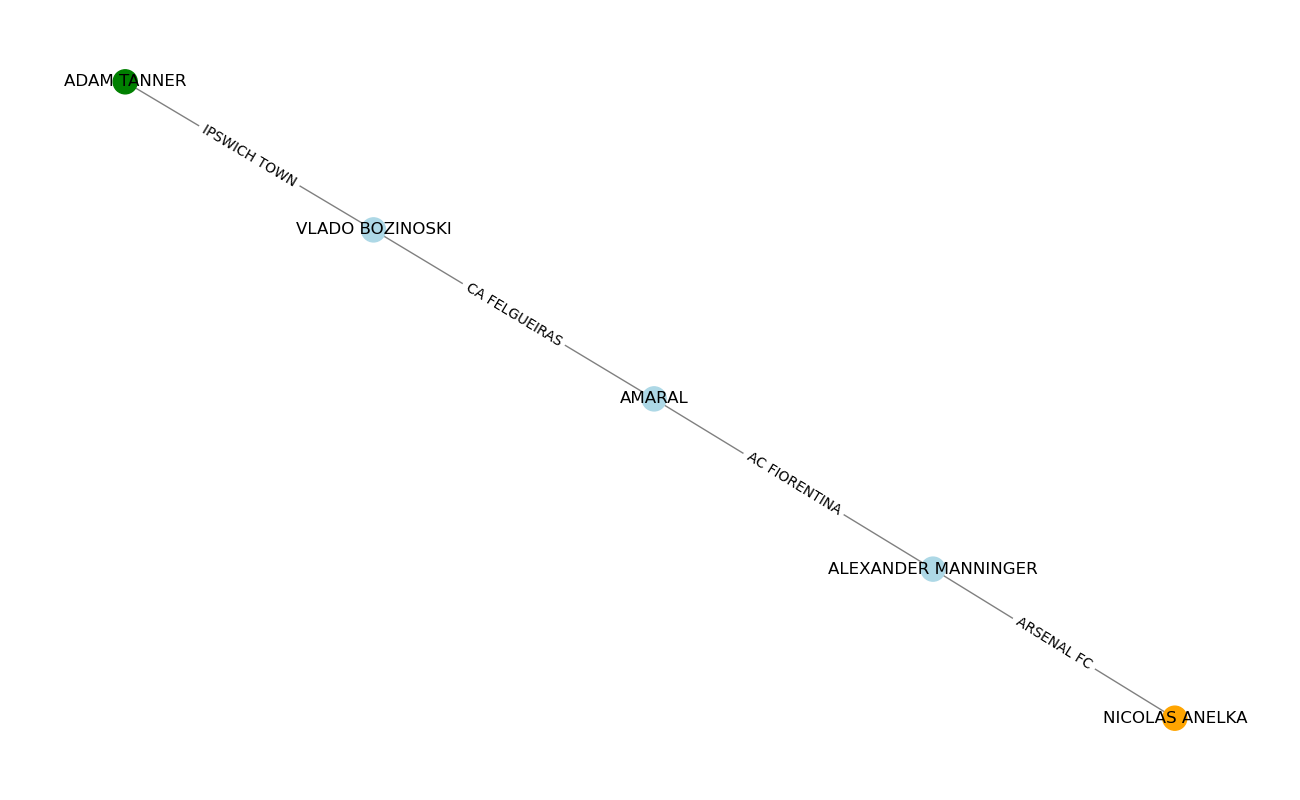 ADAM TANNER
IPSWICH TOWN
VLADO BOZINOSKI
CA FELGUEIRAS
AMARAL
AC FIORENTINA
ALEXANDER MANNINGER
ARSENAL FC
NICOLAS ANELKA